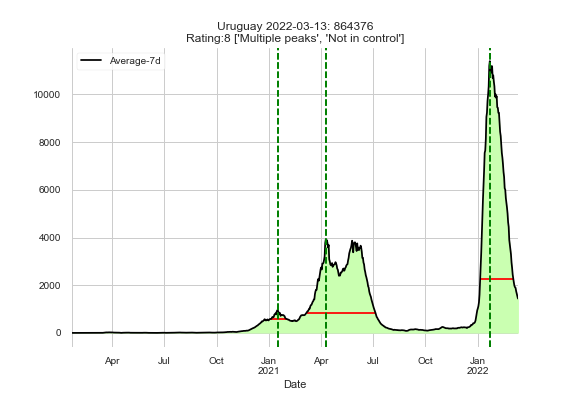 Uruguay 2022-03-13: 864376
Rating:8 ['Multiple peaks', 'Not in control']
Average-7d
10000
8000
6000
4000
2000
0
Apr
Jul
Oct
Jan
2021
Apr
Jul
Oct
Jan
2022
Date